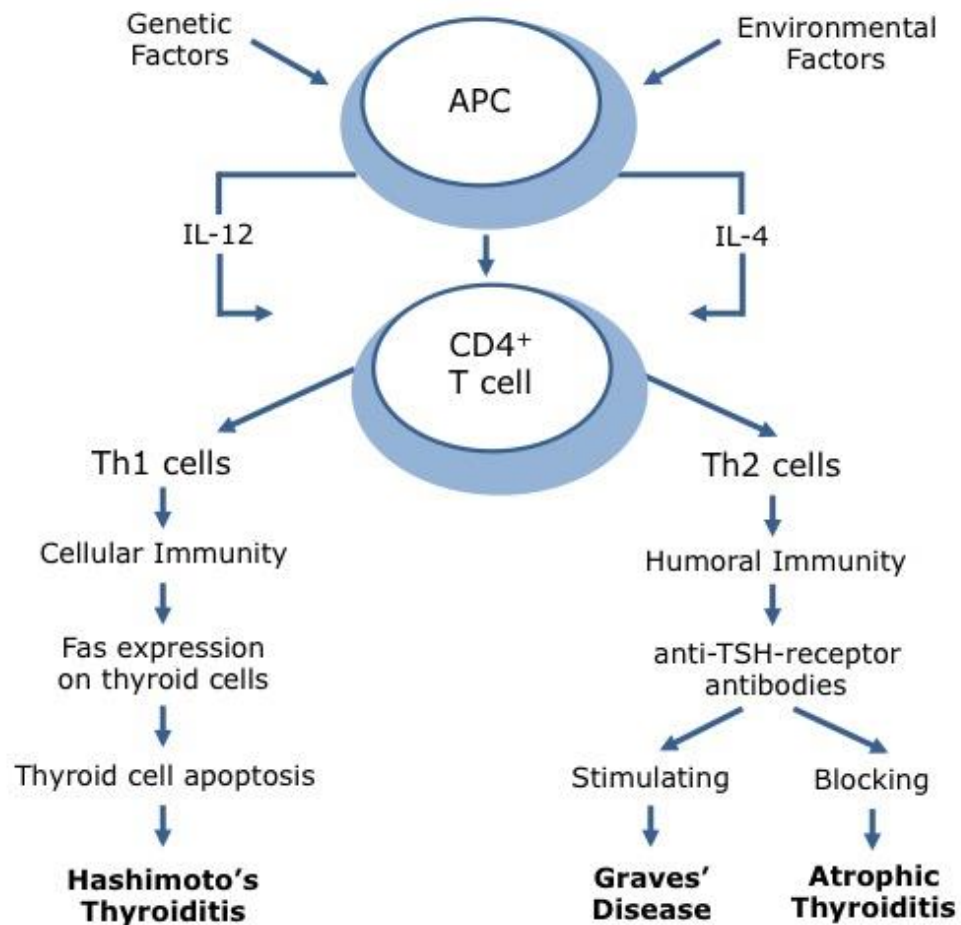 Genetic
Factors
Environmental
Factors
APC
IL-12
IL-4
CD4⁺
T cell
Th1 cells
Th2 cells
Cellular Immunity
Humoral Immunity
Fas expression
on thyroid cells
anti-TSH-receptor
antibodies
Thyroid cell apoptosis
Stimulating
Blocking
Hashimoto’s
Thyroiditis
Graves’
Disease
Atrophic
Thyroiditis